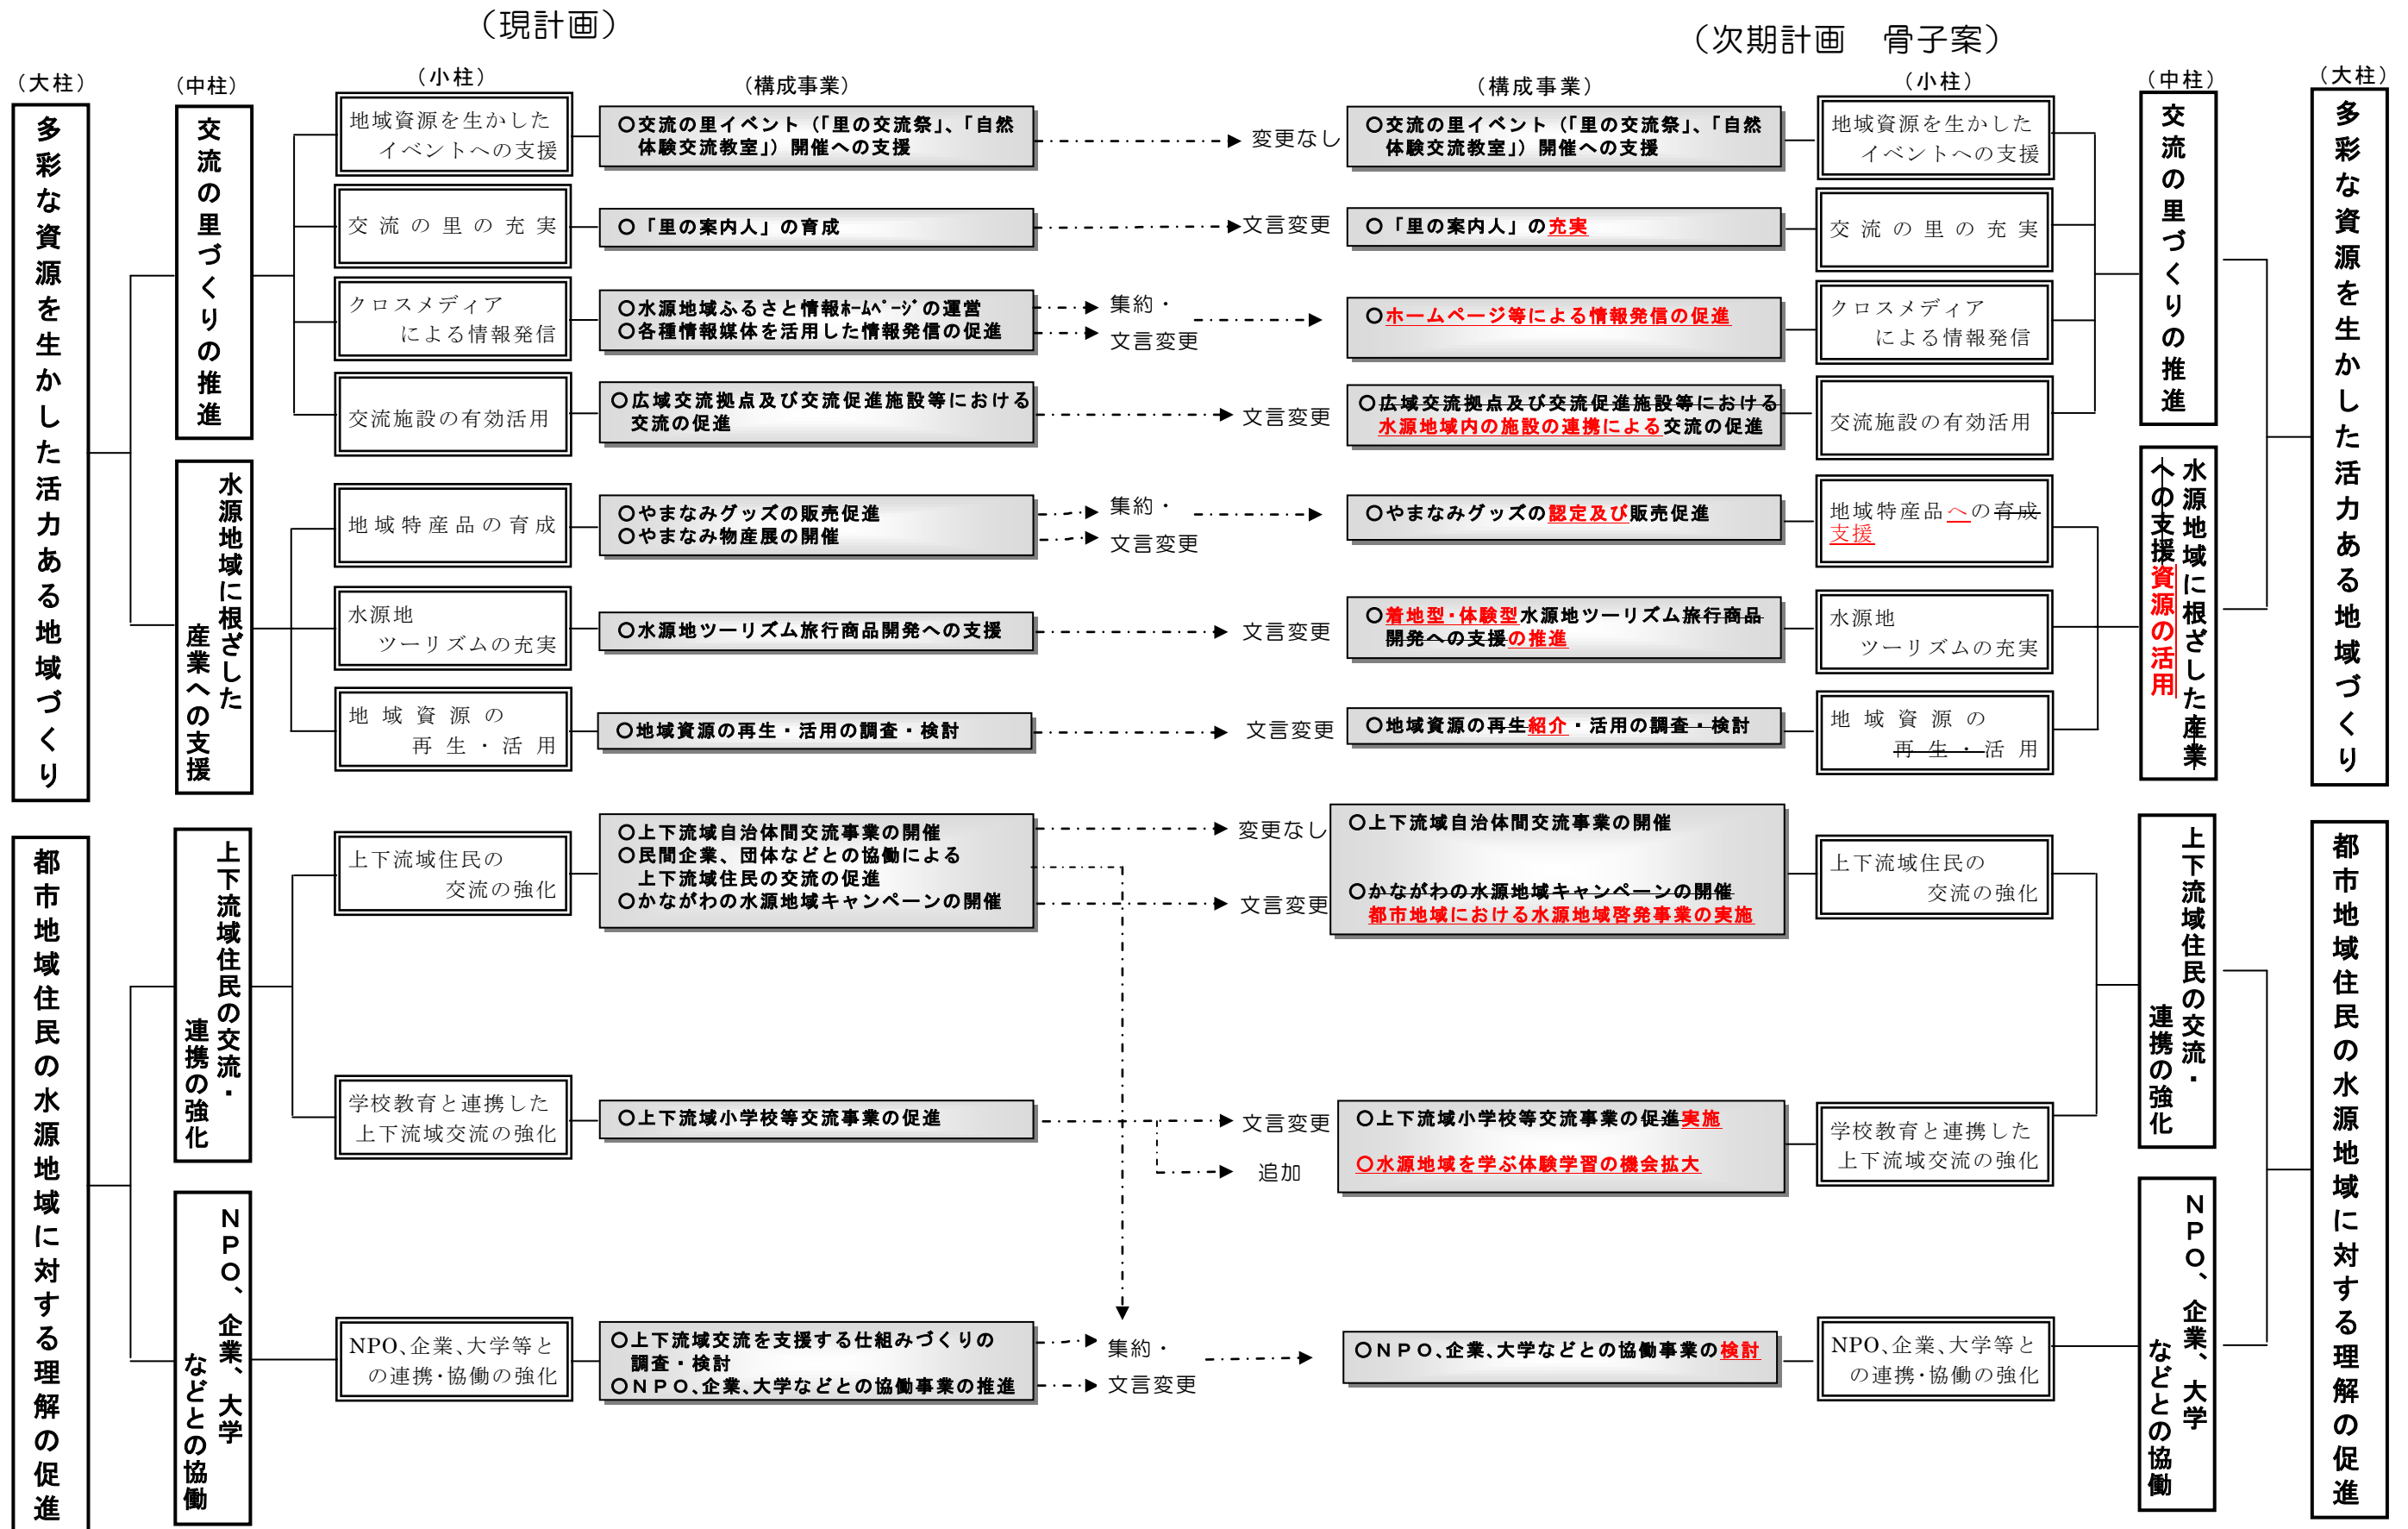 （現計画）
（大柱）
（中柱）
（小柱）
（構成事業）
多彩な資源を生かした活力ある地域づくり
交流の里づくりの推進
地域資源を生かした
イベントへの支援
○交流の里イベント（「里の交流祭」、「自然
体験交流教室」）開催への支援
変更なし
交流の里の充実
○「里の案内人」の育成
文言変更
クロスメディア
による情報発信
○水源地域ふるさと情報ﾎｰﾑﾍﾟｰｼﾞの運営
○各種情報媒体を活用した情報発信の促進
集約・
文言変更
交流施設の有効活用
○広域交流拠点及び交流促進施設等における
交流の促進
文言変更
水源地域に根ざした
産業への支援
地域特産品の育成
○やまなみグッズの販売促進
○やまなみ物産展の開催
集約・
文言変更
水源地
ツーリズムの充実
○水源地ツーリズム旅行商品開発への支援
文言変更
地域資源の
再生・活用
○地域資源の再生・活用の調査・検討
文言変更
都市地域住民の水源地域に対する理解の促進
上下流域住民の交流・
連携の強化
上下流域住民の
交流の強化
○上下流域自治体間交流事業の開催
○民間企業、団体などとの協働による
上下流域住民の交流の促進
○かながわの水源地域キャンペーンの開催
変更なし
文言変更
学校教育と連携した
上下流域交流の強化
○上下流域小学校等交流事業の促進
文言変更
追加
ＮＰＯ、企業、大学
などとの協働
NPO､企業､大学等と
の連携･協働の強化
○上下流域交流を支援する仕組みづくりの
調査・検討
○ＮＰＯ､企業､大学などとの協働事業の推進
集約・
文言変更
（次期計画　骨子案）
（構成事業）
（小柱）
（中柱）
（大柱）
○交流の里イベント（「里の交流祭」、「自然
体験交流教室」）開催への支援
地域資源を生かした
イベントへの支援
交流の里づくりの推進
多彩な資源を生かした活力ある地域づくり
○「里の案内人」の充実
交流の里の充実
○ホームページ等による情報発信の促進
クロスメディア
による情報発信
○広域交流拠点及び交流促進施設等における
水源地域内の施設の連携による交流の促進
交流施設の有効活用
○やまなみグッズの認定及び販売促進
地域特産品への育成
支援
水源地域に根ざした産業
への支援資源の活用
○着地型･体験型水源地ツーリズム旅行商品
開発への支援の推進
水源地
ツーリズムの充実
○地域資源の再生紹介・活用の調査・検討
地域資源の
再生・活用
○上下流域自治体間交流事業の開催
○かながわの水源地域キャンペーンの開催
都市地域における水源地域啓発事業の実施
上下流域住民の
交流の強化
上下流域住民の交流・
連携の強化
都市地域住民の水源地域に対する理解の促進
○上下流域小学校等交流事業の促進実施
○水源地域を学ぶ体験学習の機会拡大
学校教育と連携した
上下流域交流の強化
○ＮＰＯ､企業､大学などとの協働事業の検討
NPO､企業､大学等と
の連携･協働の強化
ＮＰＯ、企業、大学
などとの協働